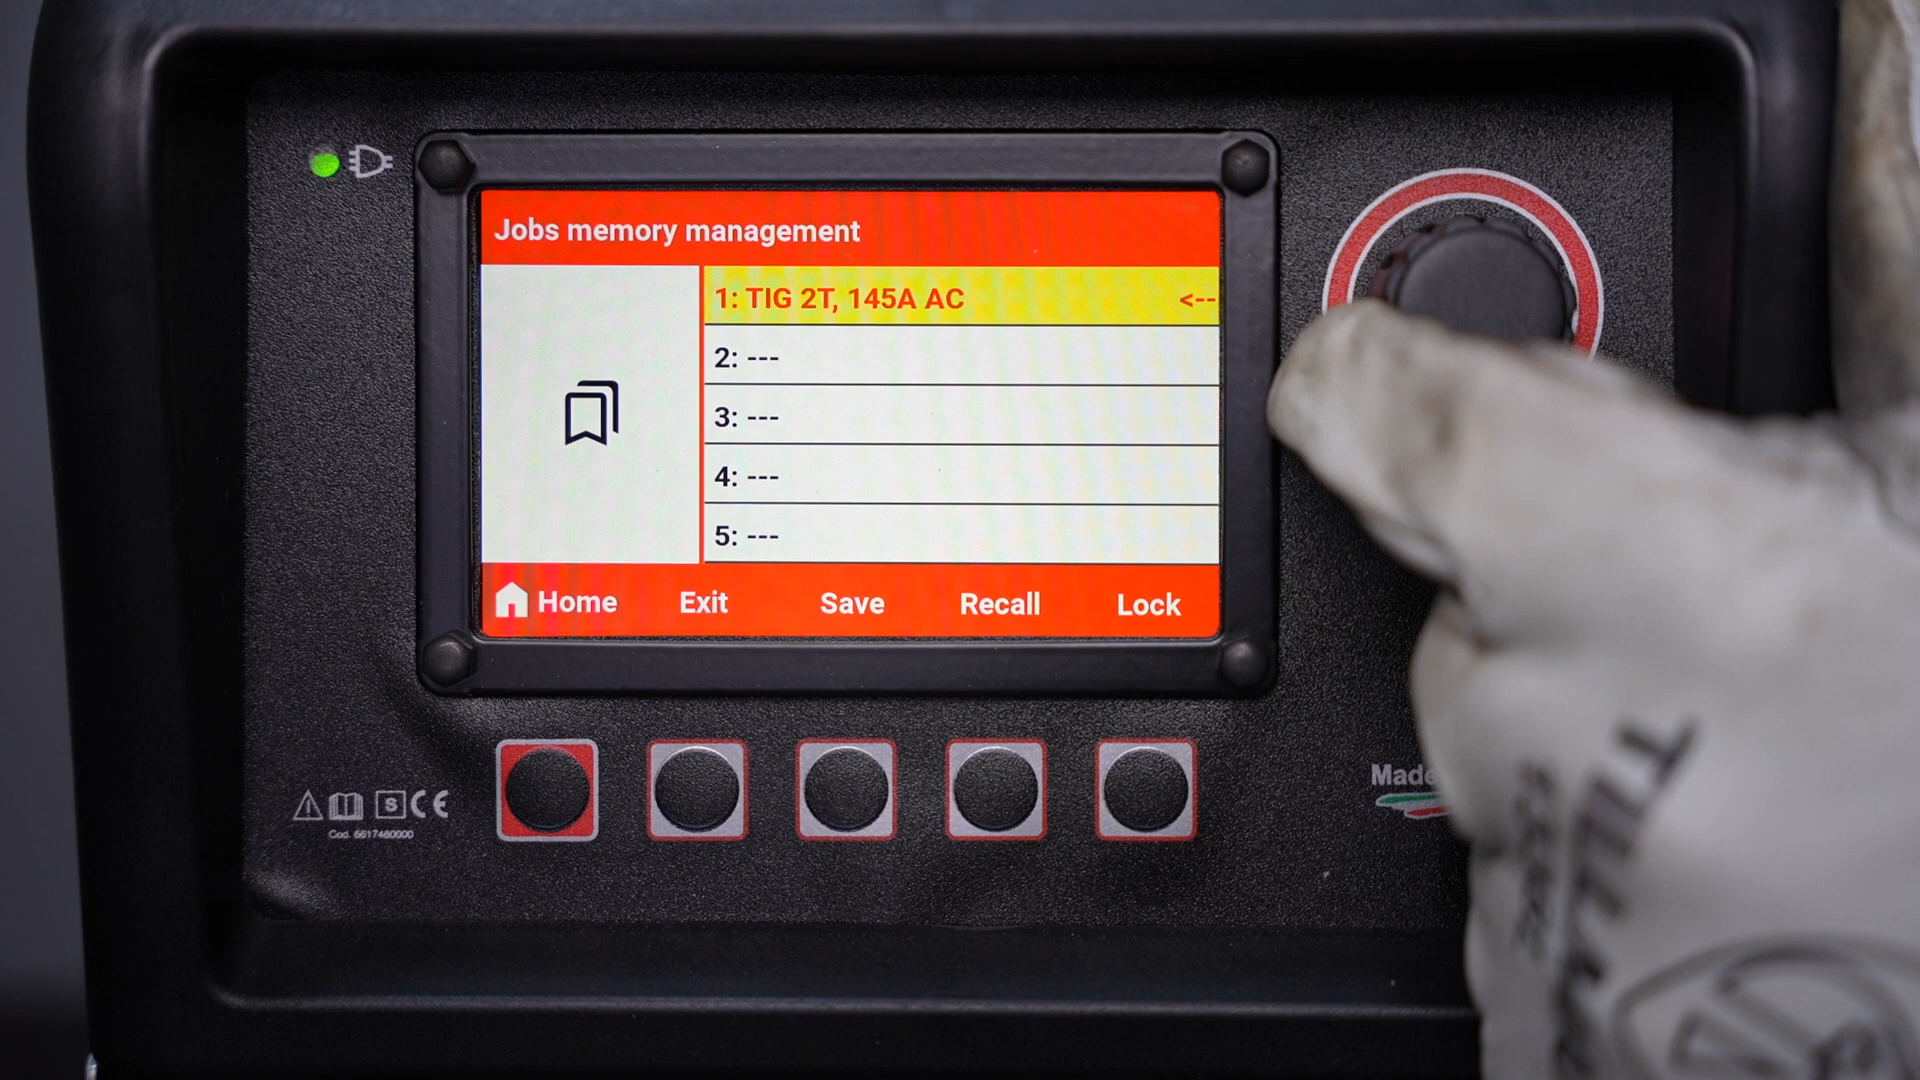 Jobs memory management
1: TIG 2T, 145A AC <--
2: ---
3: ---
4: ---
5: ---
Home Exit Save Recall Lock
S CE
Cod. 6617480000
Made